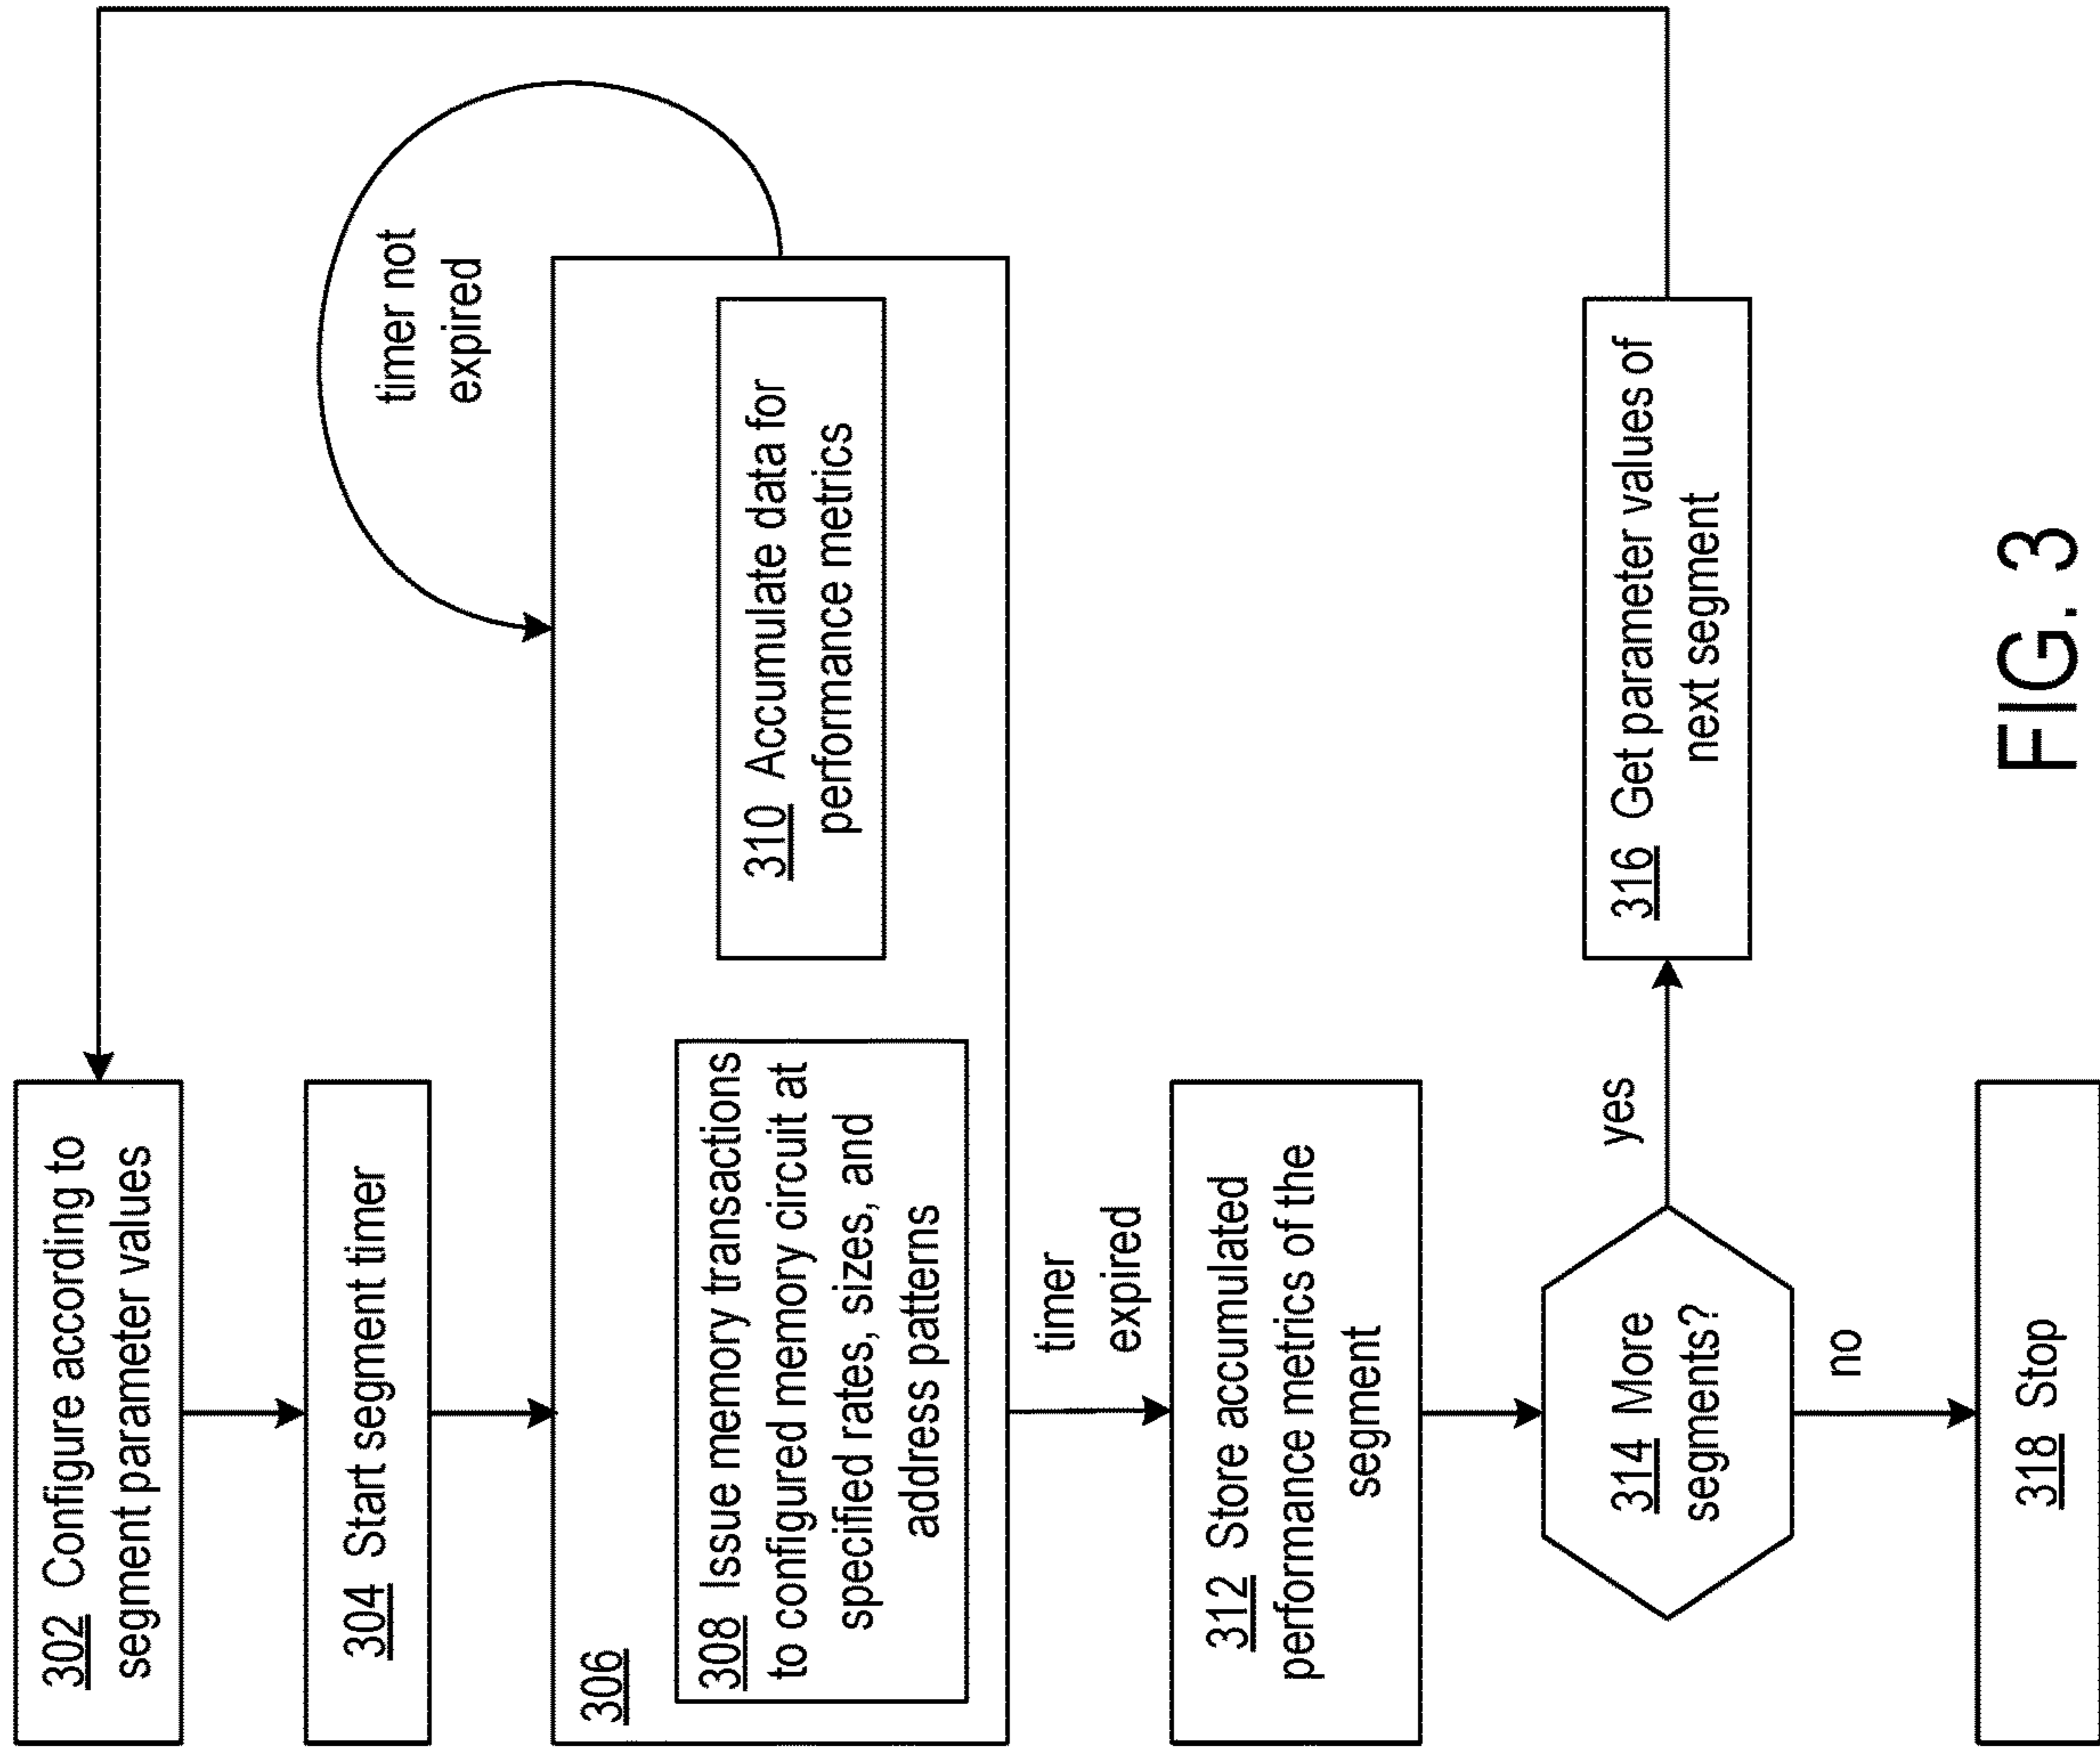 302 Configure according to
segment parameter values
304 Start segment timer
timer not
expired
306
308 Issue memory transactions
to configured memory circuit at
specified rates, sizes, and
address patterns
310 Accumulate data for
performance metrics
timer
expired
312 Store accumulated
performance metrics of the
segment
314 More
segments?
yes
316 Get parameter values of
next segment
no
318 Stop
FIG. 3